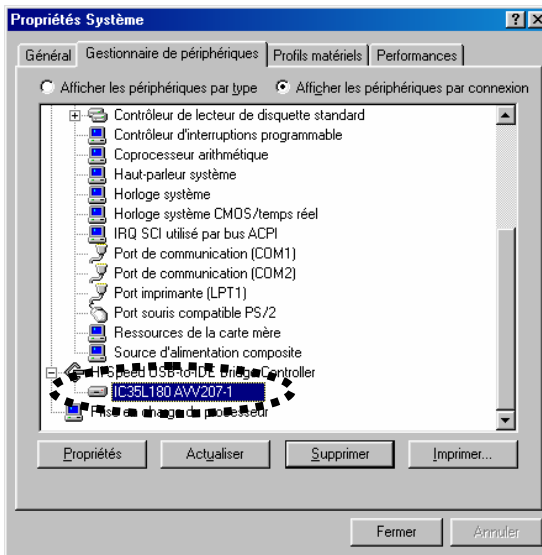 Propriétés Système
Général Gestionnaire de périphériques Profils matériels Performances
Afficher les périphériques par type Afficher les périphériques par connexion
Contrôleur de lecteur de disquette standard
Contrôleur d'interruptions programmable
Coprocesseur arithmétique
Haut-parleur système
Horloge système
Horloge système CMOS/temps réel
IRQ SCI utilisé par bus ACPI
Port de communication (COM1)
Port de communication (COM2)
Port imprimante (LPT1)
Port souris compatible PS/2
Ressources de la carte mère
Source d'alimentation composite
Hi-Speed USB-to-IDE Bridge Controller
IC35L180 AVV207-1
Prise en charge du processeur
Propriétés Actualiser Supprimer Imprimer...
Fermer Annuler